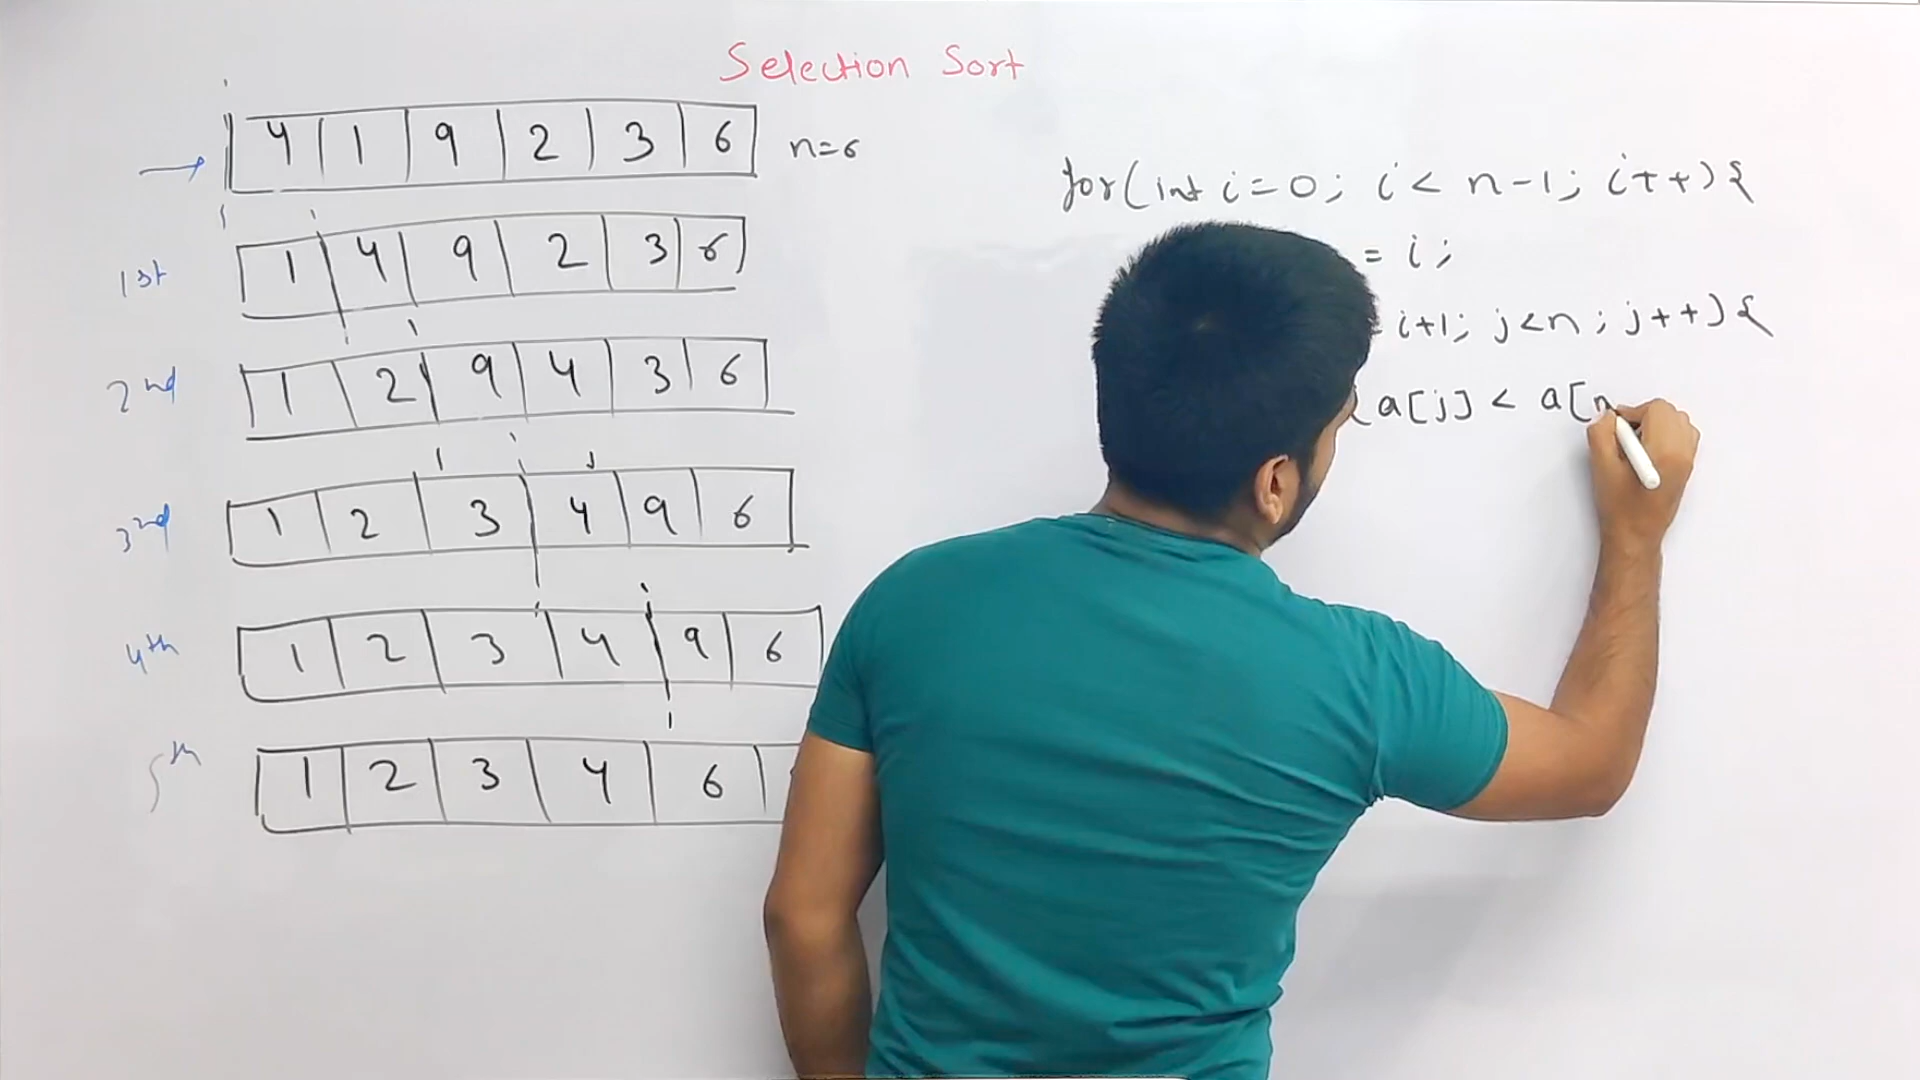 Selection Sort
4 1 9 2 3 6 n=6
1st 1 4 9 2 3 6
2nd 1 2 9 4 3 6
3rd 1 2 3 4 9 6
4th 1 2 3 4 9 6
5th 1 2 3 4 6
for(int i=0; i< n-1; i++){
= i;
= i+1; j<n; j++){
(a[j] < a[